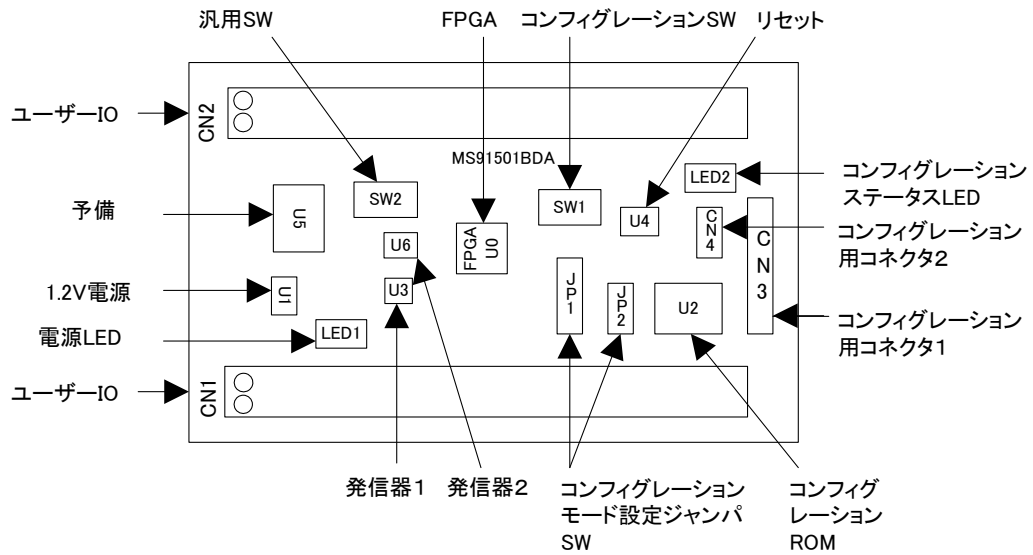 汎用SW
FPGA
コンフィグレーションSW
リセット
ユーザーIO
CN2
MS91501BDA
コンフィグレーション
ステータスLED
LED2
SW2
SW1
予備
U5
U4
CN4
コンフィグレーション
用コネクタ2
CN3
FPGA
U0
U6
1.2V電源
U1
U3
JP1
JP2
U2
電源LED
LED1
コンフィグレーション
用コネクタ1
ユーザーIO
CN1
発信器1
発信器2
コンフィグレーション
モード設定ジャンパ
SW
コンフィグ
レーション
ROM